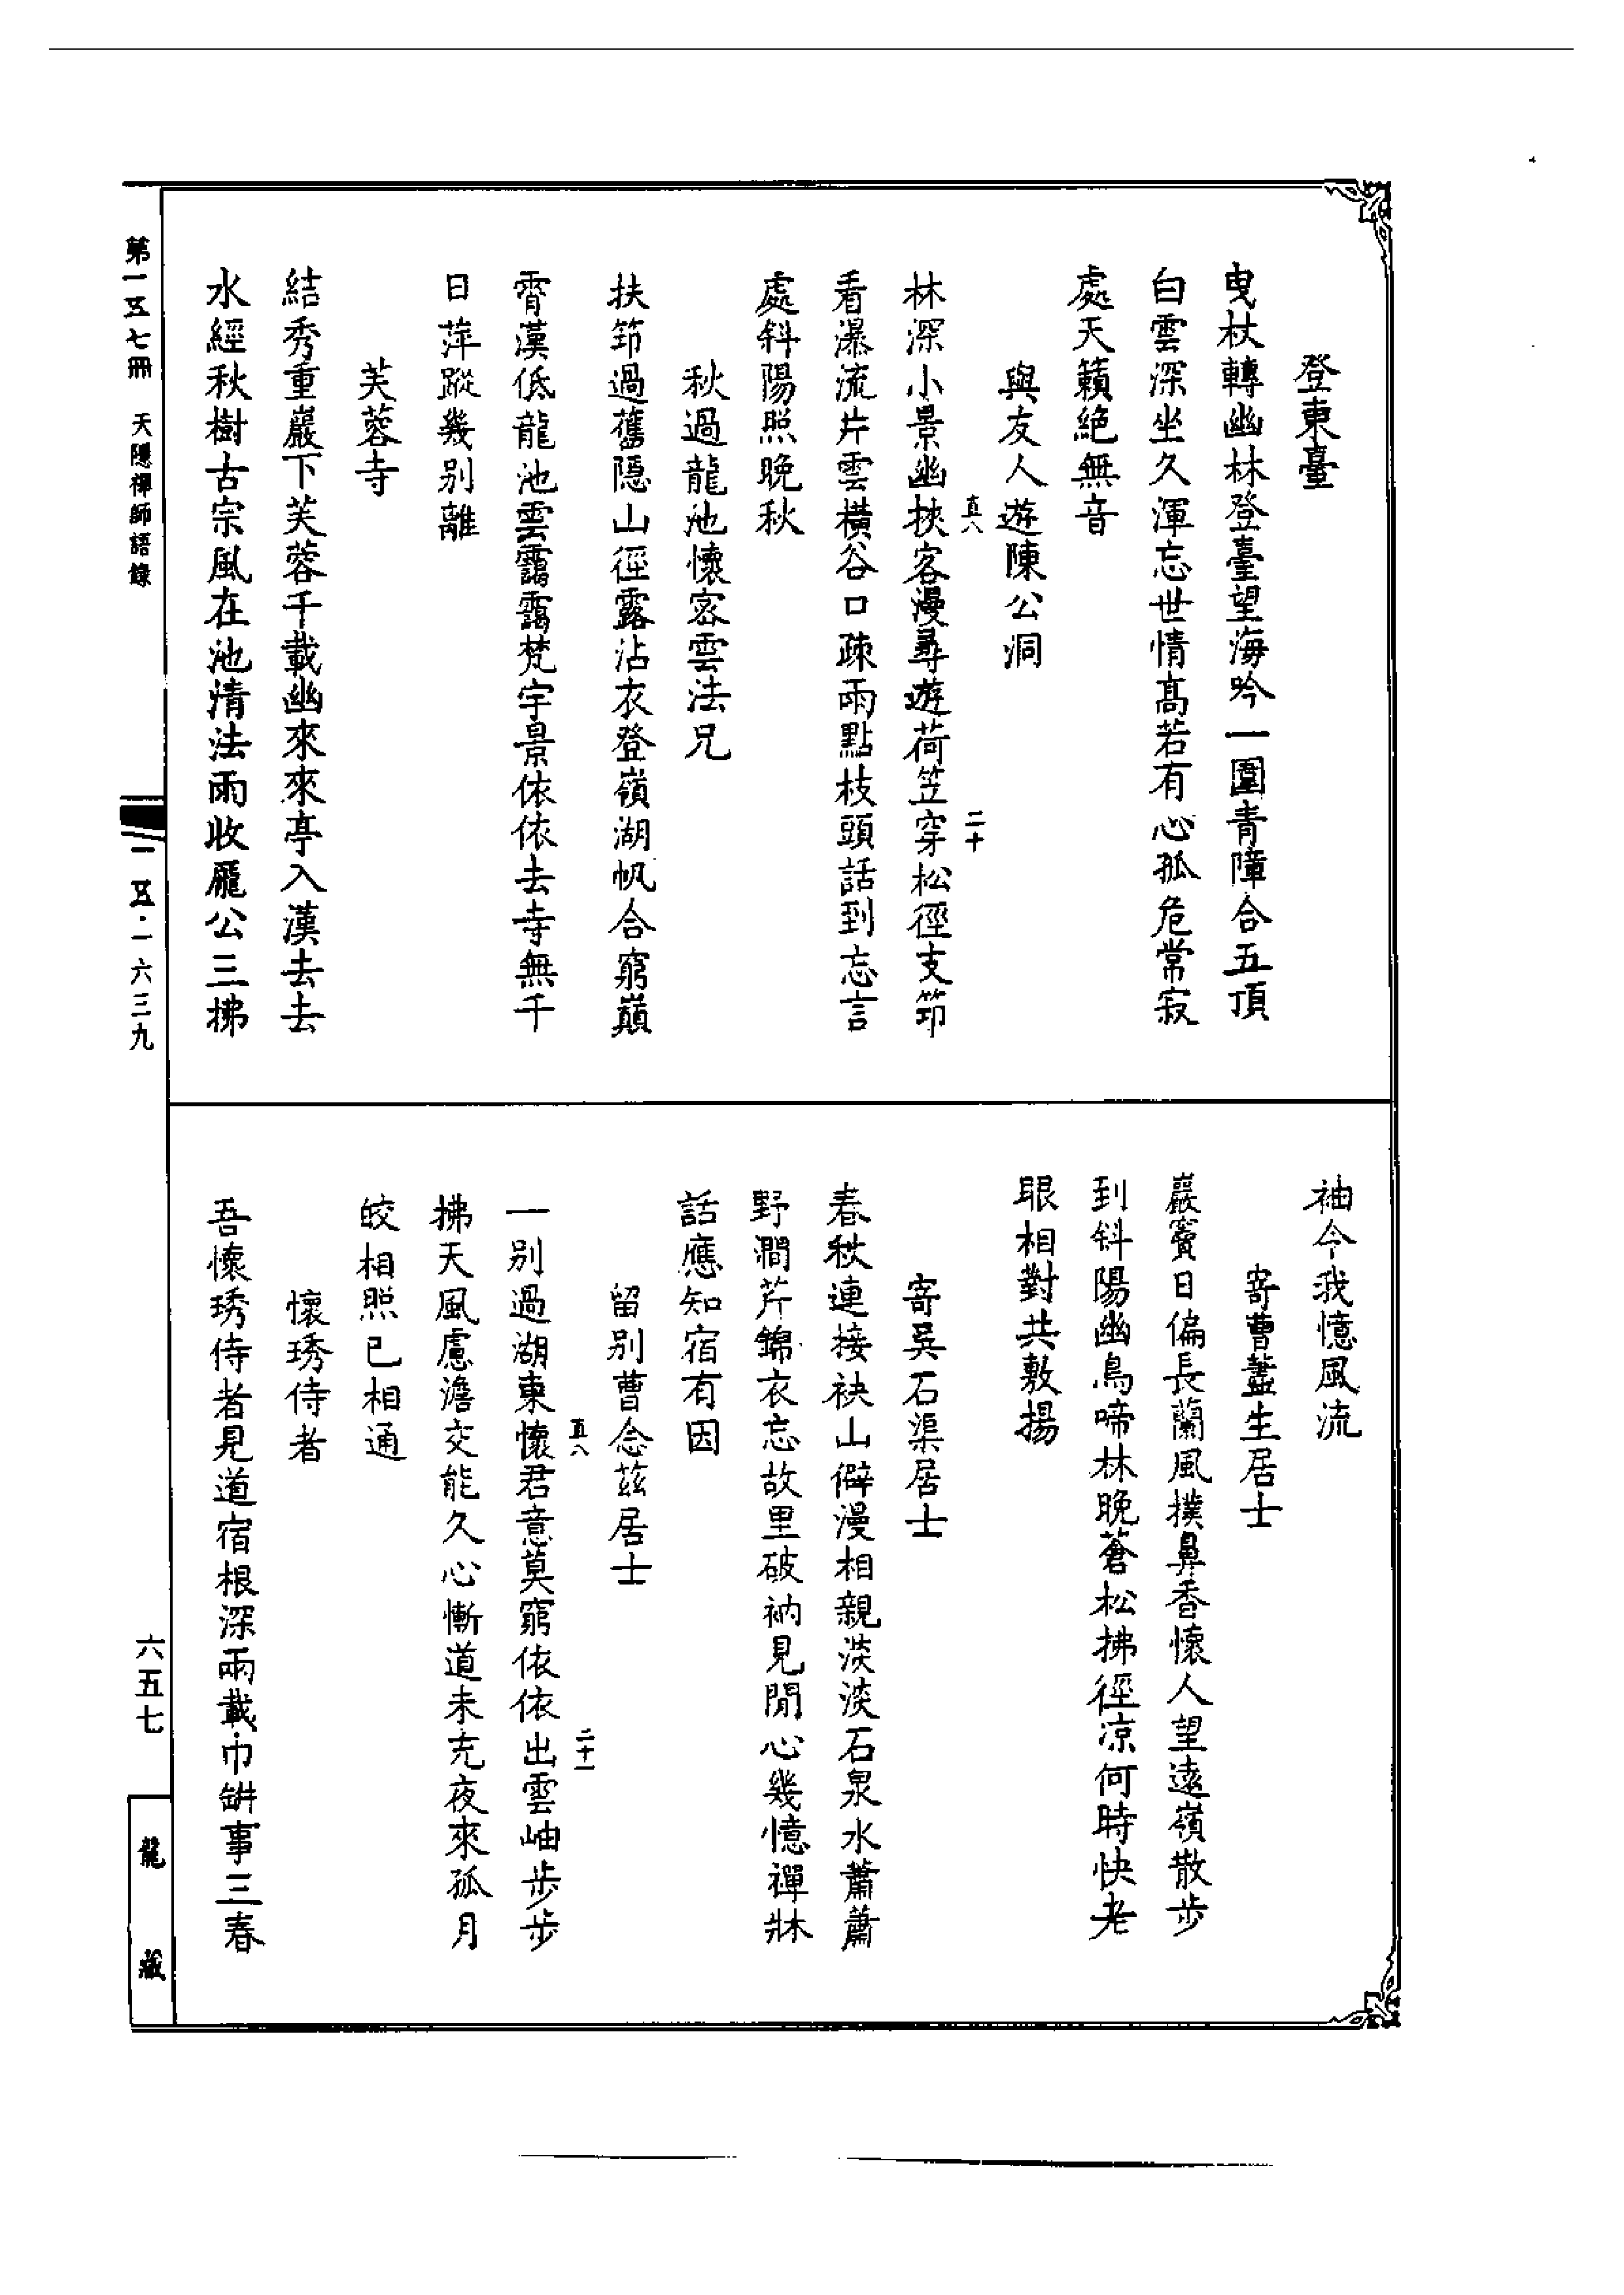 登東臺
曳杖轉幽林登臺望海吟一圍青障合五頂
白雲深坐久渾忘世情高若有心孤危常寂
處天籟絕無音
與友人遊陳公洞
林深小景幽挾客漫尋遊荷笠穿松徑支笻
看瀑流片雲橫谷口疎雨點枝頭話到忘言
處斜陽照晚秋
秋過龍池懷密雲法兄
扶笻過舊隱山徑露沾衣登嶺湖帆合窮巔
霄漢低龍池雲靄靄梵宇景依依去寺無千
日萍蹤幾別離
芙蓉寺
結秀重巖下芙蓉千載幽來來亭入漢去去
水經秋樹古宗風在池清法雨收龐公三拂
直八
二十
袖今我憶風流
寄曹藎生居士
巖竇日偏長蘭風撲鼻香懷人望遠嶺散步
到斜陽幽鳥啼林晚蒼松拂徑凉何時快老
眼相對共敷揚
寄吳石渠居士
春秋連接袂山僻漫相親淡淡石泉水蕭蕭
野澗芹錦衣忘故里破衲見閒心幾憶禪牀
話應知宿有因
留別曹念茲居士
一別過湖東懷君意莫窮依依出雲岫步步
拂天風慮澹交能久心慚道未充夜來孤月
皎相照已相通
懷琇侍者
吾懷琇侍者見道宿根深兩載巾缾事三春
直八
二十一
第一五七冊 天隱禪師語錄
一五·一六三九
六五七
龍藏